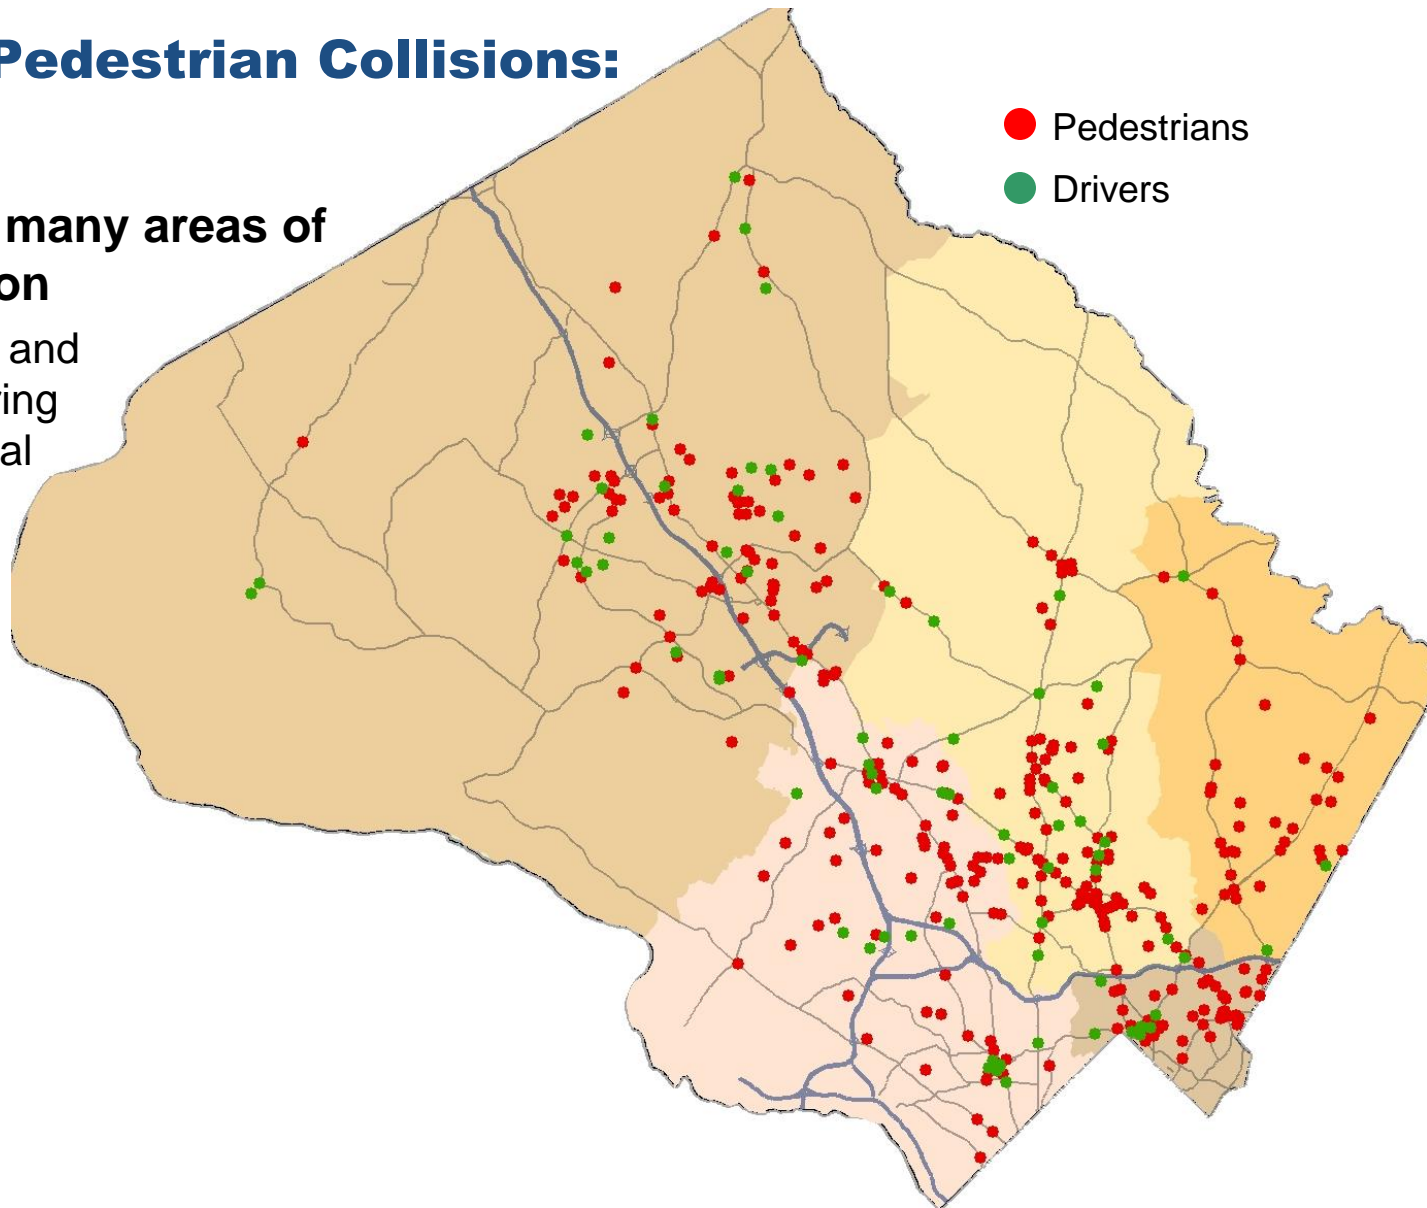 Pedestrian Collisions:
Pedestrians
Drivers
many areas of
on
and
ing
al